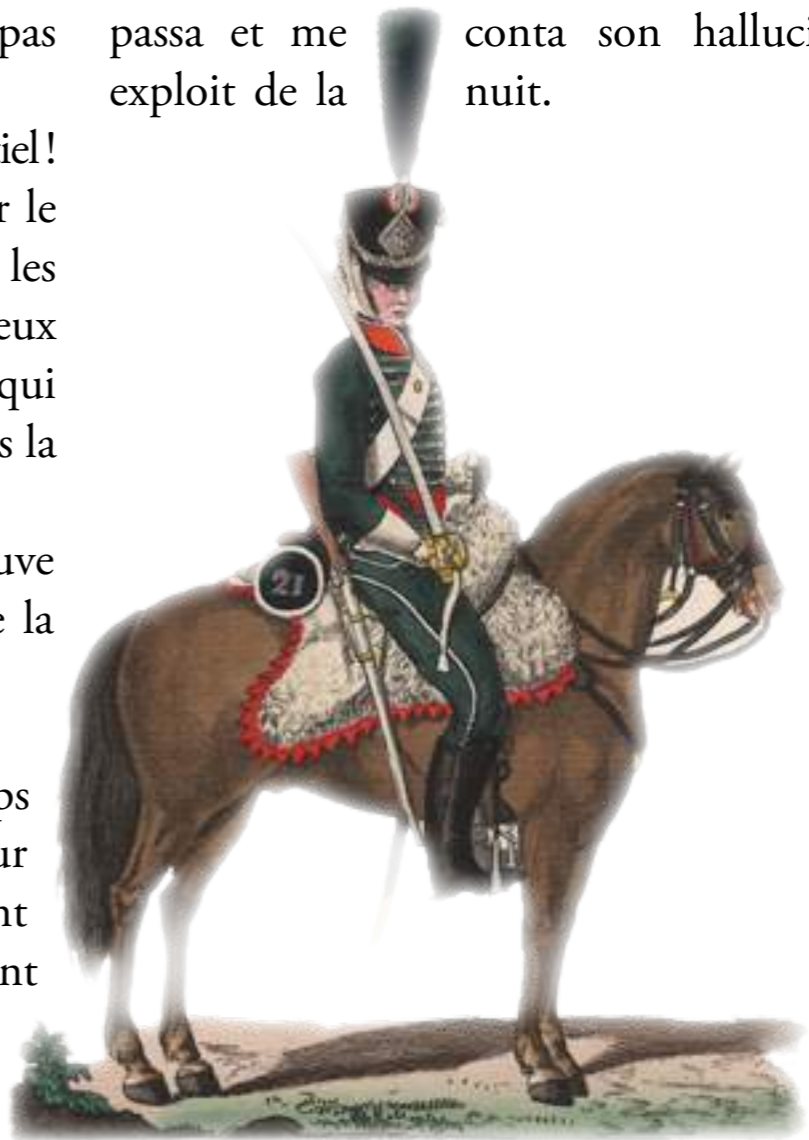 pas
iel !
r le
les
eux
qui
s la
uve
e la
ps
ur
nt
nt
passa et me conta son halluci
exploit de la nuit.
21